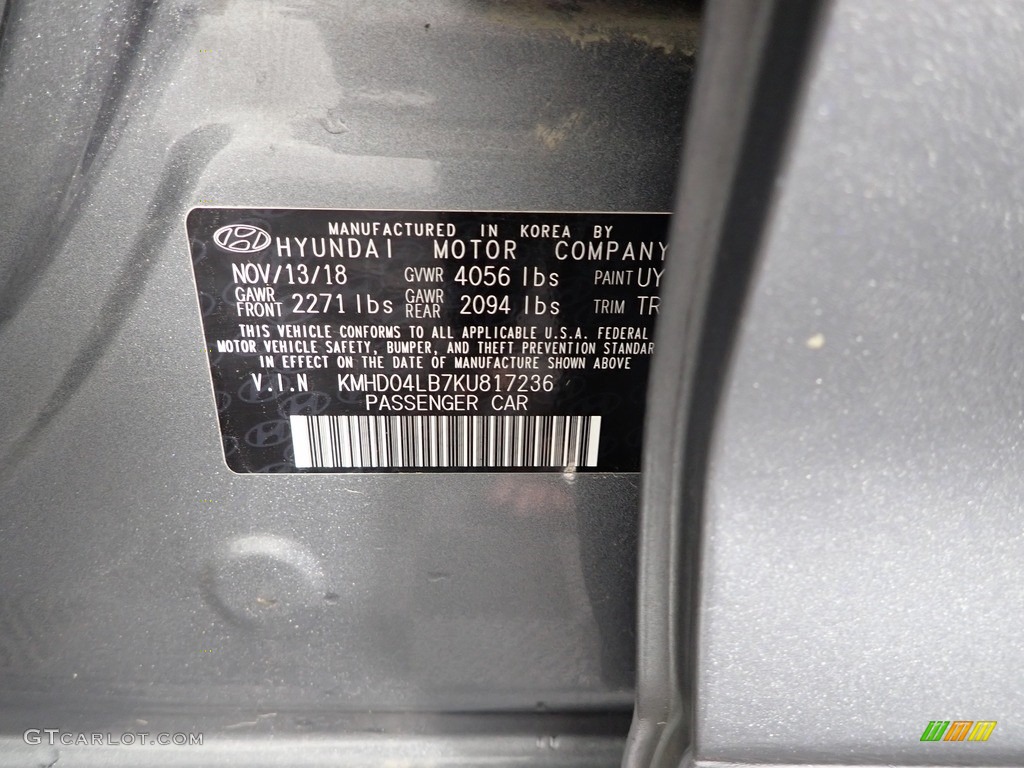 MANUFACTURED IN KOREA BY
HYUNDAI MOTOR COMPANY
NOV/13/18 GVWR 4056 lbs PAINT UY
GAWR FRONT 2271 lbs GAWR REAR 2094 lbs TRIM TR
THIS VEHICLE CONFORMS TO ALL APPLICABLE U.S.A. FEDERAL
MOTOR VEHICLE SAFETY, BUMPER, AND THEFT PREVENTION STANDAR
IN EFFECT ON THE DATE OF MANUFACTURE SHOWN ABOVE
V.I.N KMHD04LB7KU817236
PASSENGER CAR
GTCARLOT.COM